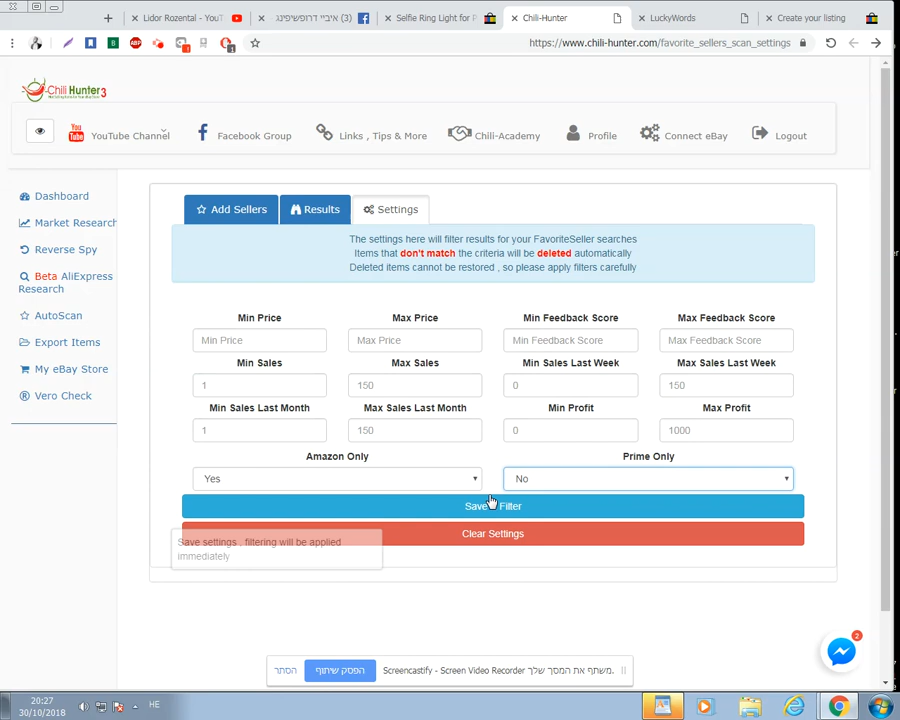 Lidor Rozental - YouT
(3) איביי דרופשיפינג
Selfie Ring Light for P
Chili-Hunter
LuckyWords
Create your listing
https://www.chili-hunter.com/favorite_sellers_scan_settings
Chili Hunter 3
YouTube Channel
Facebook Group
Links , Tips & More
Chili-Academy
Profile
Connect eBay
Logout
Dashboard
Market Research
Reverse Spy
Beta AliExpress
Research
AutoScan
Export Items
My eBay Store
Vero Check
Add Sellers
Results
Settings
The settings here will filter results for your FavoriteSeller searches
Items that don't match the criteria will be deleted automatically
Deleted items cannot be restored , so please apply filters carefully
Min Price Max Price Min Feedback Score Max Feedback Score
Min Price Max Price Min Feedback Score Max Feedback Score
Min Sales Max Sales Min Sales Last Week Max Sales Last Week
1 150 0 150
Min Sales Last Month Max Sales Last Month Min Profit Max Profit
1 150 0 1000
Amazon Only Prime Only
Yes No
Save Filter
Clear Settings
Save settings , filtering will be applied
immediately
2
Screencastify - Screen Video Recorder משתף את המסך שלך.
הפסק שיתוף
הסתר
20:27
30/10/2018
HE